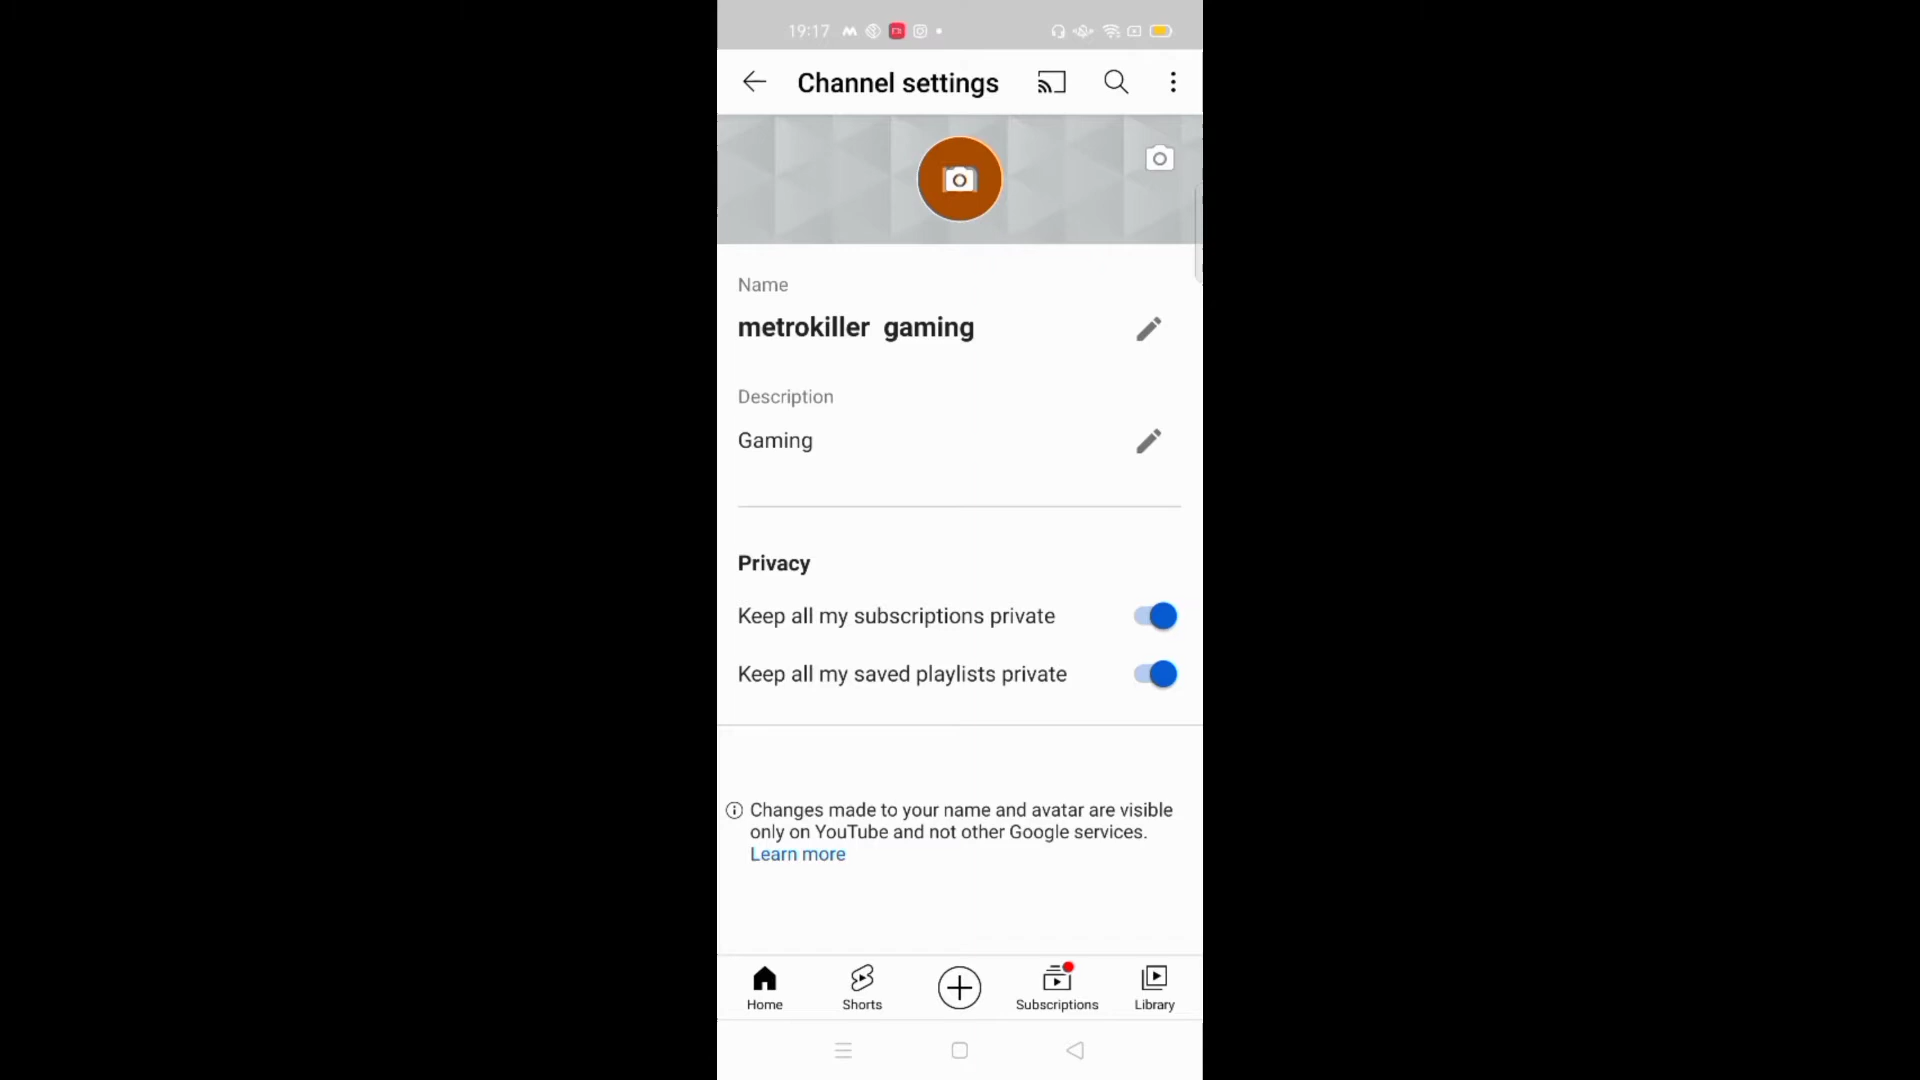 19:17
Channel settings
Name
metrokiller  gaming
Description
Gaming
Privacy
Keep all my subscriptions private
Keep all my saved playlists private
Changes made to your name and avatar are visible
only on YouTube and not other Google services.
Learn more
Home
Shorts
Subscriptions
Library